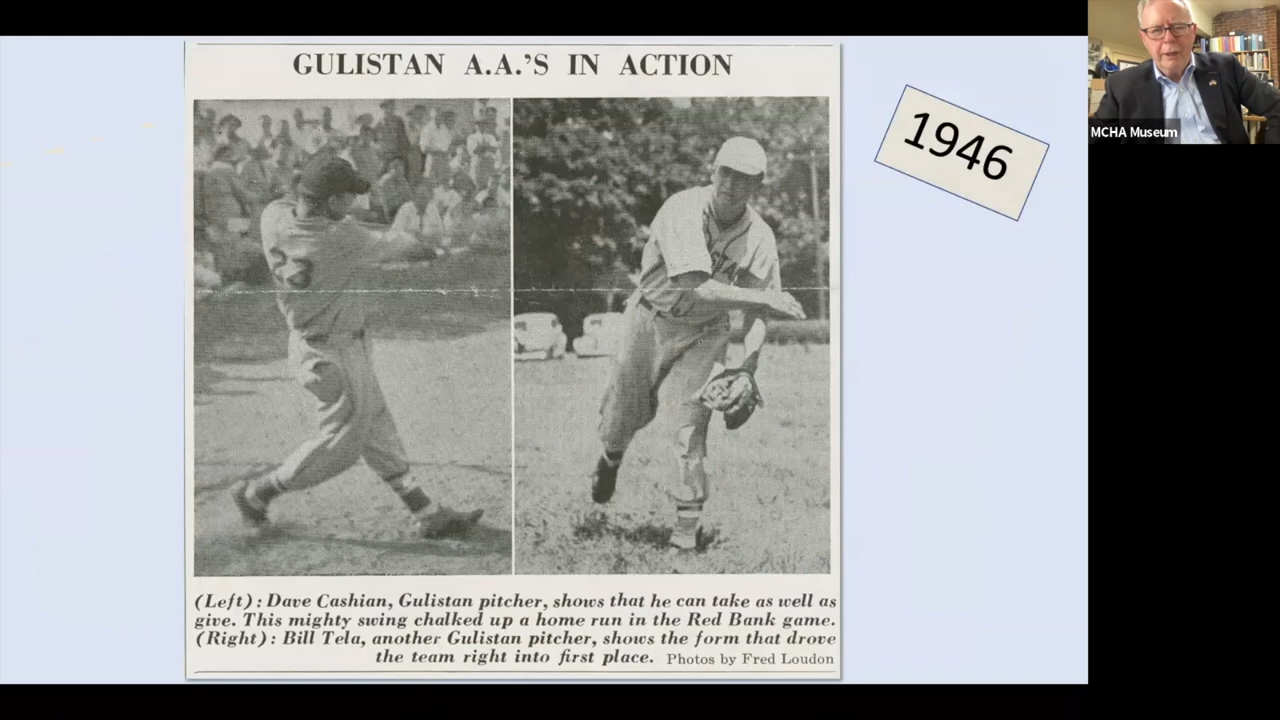 GULISTAN A.A.'S IN ACTION
1946
MCHA Museum
(Left): Dave Cashian, Gulistan pitcher, shows that he can take as well as
give. This mighty swing chalked up a home run in the Red Bank game.
(Right): Bill Tela, another Gulistan pitcher, shows the form that drove
the team right into first place. Photos by Fred Loudon